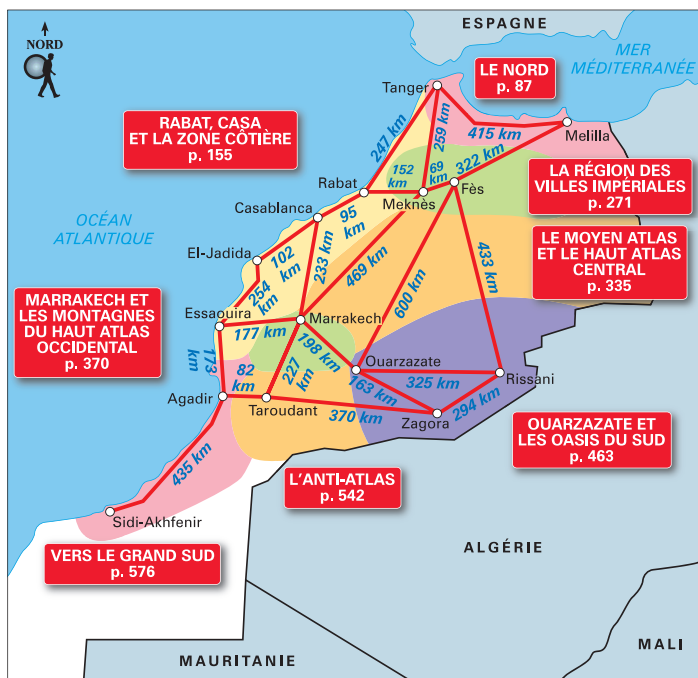 NORD
ESPAGNE
MER
MÉDITERRANÉE
LE NORD
p. 87
Tanger
RABAT, CASA
ET LA ZONE CÔTIÈRE
p. 155
247 km
259 km
415 km
Melilla
152
km
69
km
322 km
Rabat
Meknès
Fès
LA RÉGION DES
VILLES IMPÉRIALES
p. 271
OCÉAN
ATLANTIQUE
Casablanca
95
km
El-Jadida
102
km
233 km
469 km
600 km
433 km
LE MOYEN ATLAS
ET LE HAUT ATLAS
CENTRAL
p. 335
254
km
MARRAKECH ET
LES MONTAGNES
DU HAUT ATLAS
OCCIDENTAL
p. 370
Essaouira
177 km
Marrakech
173
km
198 km
Ouarzazate
82
km
227
km
163 km
325 km
Rissani
Agadir
Taroudant
370 km
Zagora
294 km
OUARZAZATE ET
LES OASIS DU SUD
p. 463
435 km
L'ANTI-ATLAS
p. 542
Sidi-Akhfenir
VERS LE GRAND SUD
p. 576
ALGÉRIE
MAURITANIE
MALI